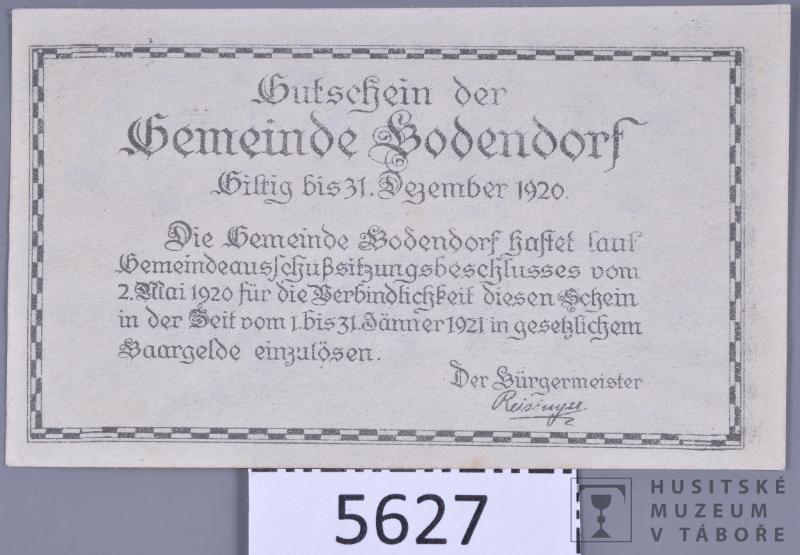 Gutschein der
Gemeinde Bodendorf
Giltig bis 31. Dezember 1920.
Die Gemeinde Bodendorf haftet laut
Gemeindeausschußsitzungsbeschlusses vom
2. Mai 1920 für die Verbindlichkeit diesen Schein
in der Zeit vom 1. bis 31. Jänner 1921 in gesetzlichem
Baargelde einzulösen.
Der Bürgermeister
Reisinger
5627
HUSITSKÉ
MUZEUM
V TÁBOŘE